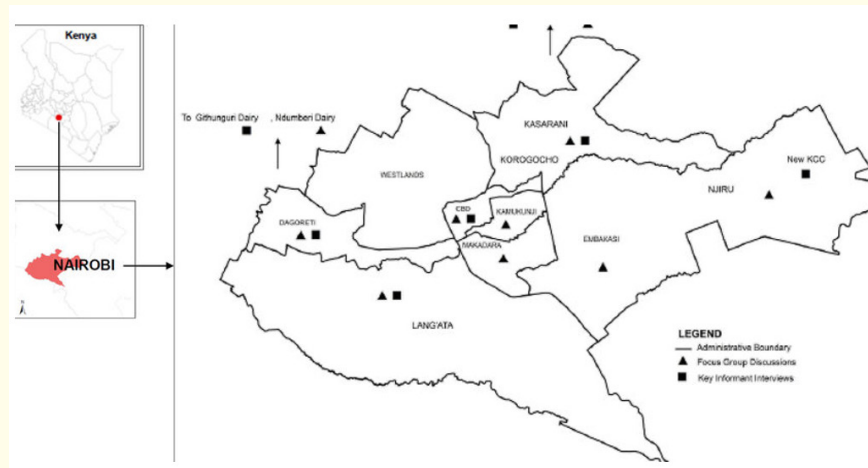 Kenya
To Githunguri Dairy , Ndumberi Dairy
KASARANI
KOROGOCHO
New KCC
WESTLANDS
NJIRU
DAGORETI
CBD
KAMUKUNJI
EMBAKASI
MAKADARA
NAIROBI
N
LANG'ATA
LEGEND
Administrative Boundary
Focus Group Discussions
Key Informant Interviews